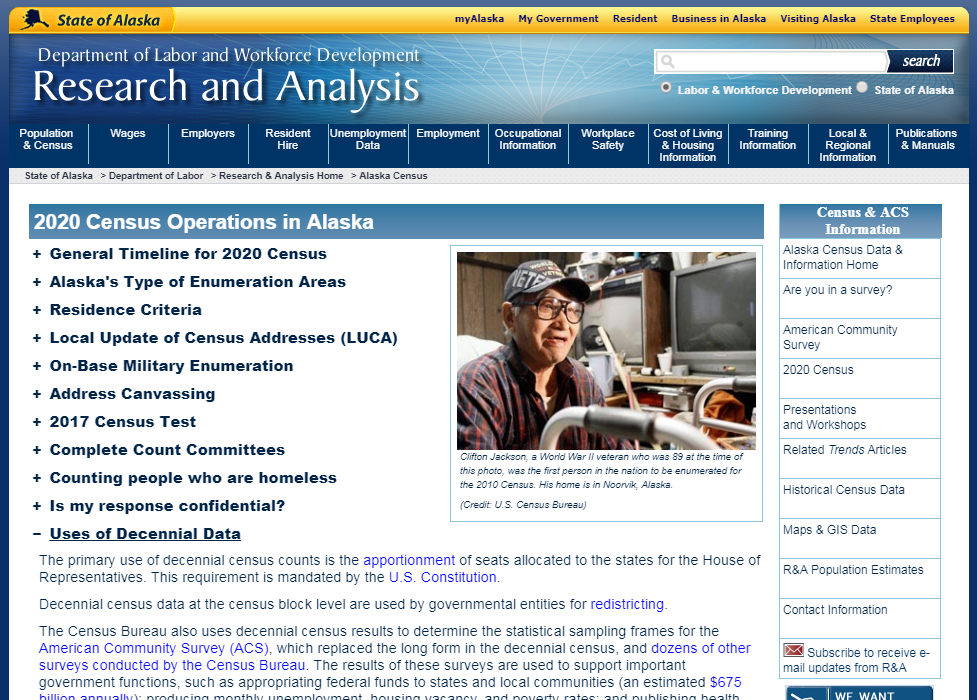 State of Alaska
myAlaska My Government Resident Business in Alaska Visiting Alaska State Employees
Department of Labor and Workforce Development
Research and Analysis
search
Labor & Workforce Development State of Alaska
Population & Census
Wages
Employers
Resident Hire
Unemployment Data
Employment
Occupational Information
Workplace Safety
Cost of Living & Housing Information
Training Information
Local & Regional Information
Publications & Manuals
State of Alaska > Department of Labor > Research & Analysis Home > Alaska Census
2020 Census Operations in Alaska
+ General Timeline for 2020 Census
+ Alaska's Type of Enumeration Areas
+ Residence Criteria
+ Local Update of Census Addresses (LUCA)
+ On-Base Military Enumeration
+ Address Canvassing
+ 2017 Census Test
+ Complete Count Committees
+ Counting people who are homeless
+ Is my response confidential?
− Uses of Decennial Data
Clifton Jackson, a World War II veteran who was 89 at the time of
this photo, was the first person in the nation to be enumerated for
the 2010 Census. His home is in Noorvik, Alaska.
(Credit: U.S. Census Bureau)
The primary use of decennial census counts is the apportionment of seats allocated to the states for the House of
Representatives. This requirement is mandated by the U.S. Constitution.
Decennial census data at the census block level are used by governmental entities for redistricting.
The Census Bureau also uses decennial census results to determine the statistical sampling frames for the
American Community Survey (ACS), which replaced the long form in the decennial census, and dozens of other
surveys conducted by the Census Bureau. The results of these surveys are used to support important
government functions, such as appropriating federal funds to states and local communities (an estimated $675
billion annually); producing monthly unemployment, housing vacancy, and poverty rates; and publishing health
Census & ACS
Information
Alaska Census Data &
Information Home
Are you in a survey?
American Community
Survey
2020 Census
Presentations
and Workshops
Related Trends Articles
Historical Census Data
Maps & GIS Data
R&A Population Estimates
Contact Information
Subscribe to receive e-
mail updates from R&A
WE WANT